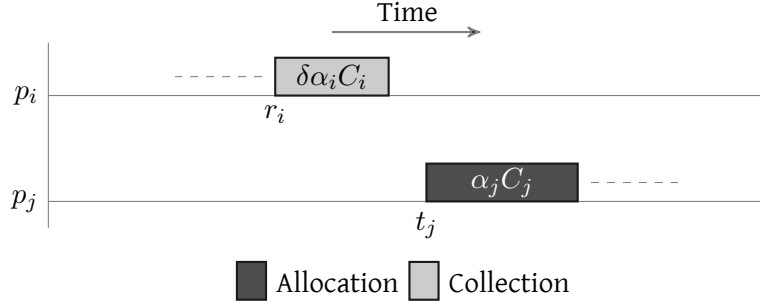 Time
p_i
δα_iC_i
r_i
p_j
α_jC_j
t_j
Allocation Collection